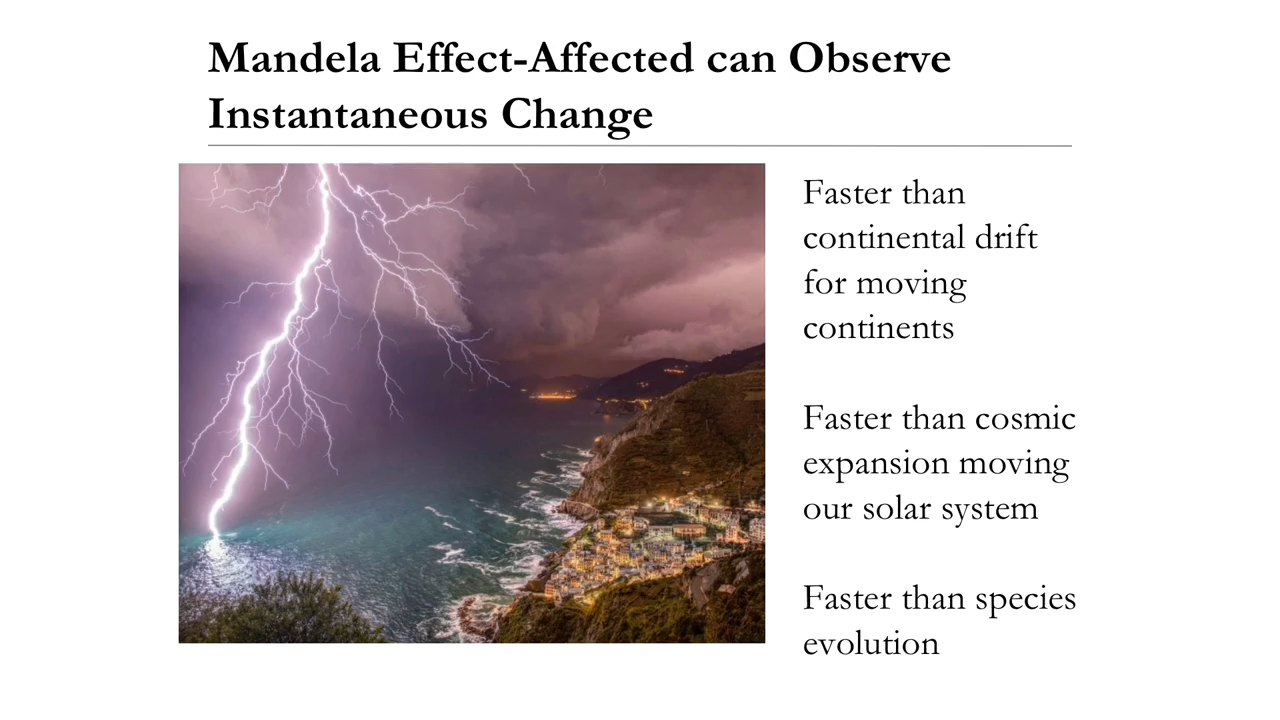 Mandela Effect-Affected can Observe
Instantaneous Change
Faster than
continental drift
for moving
continents
Faster than cosmic
expansion moving
our solar system
Faster than species
evolution